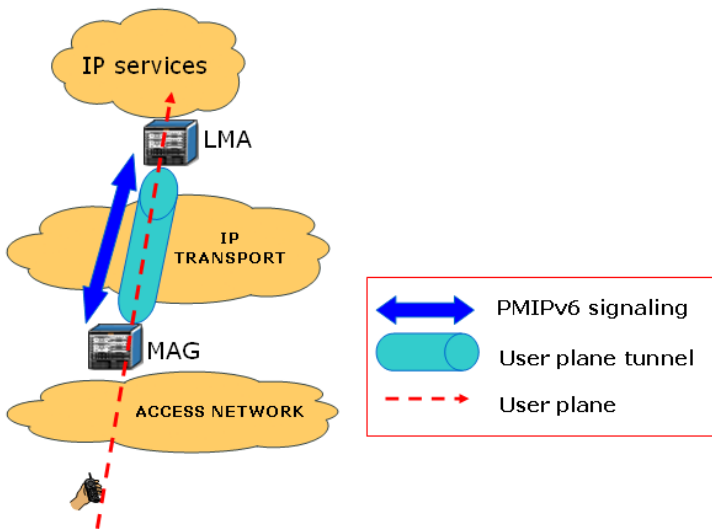 IP services
LMA
IP
TRANSPORT
MAG
ACCESS NETWORK
PMIPv6 signaling
User plane tunnel
User plane